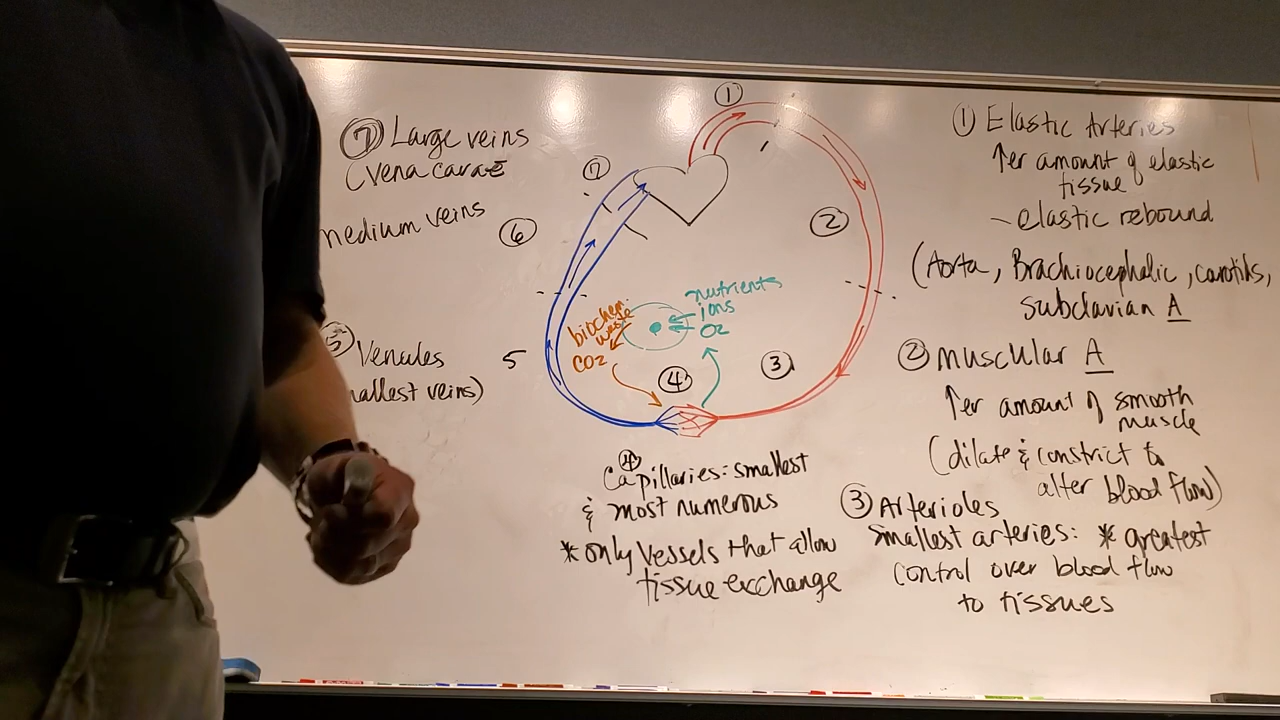 ①
⑦ Large veins
(vena cavae
⑦
① Elastic Arteries
↑er amount of elastic
tissue
- elastic rebound
(Aorta, Brachiocephalic, carotids,
subclavian A
medium veins
⑥
②
nutrients
ions
O2
biochem.
waste
CO2
⑤ Venules
smallest veins)
5
④
③
② muscular A
↑er amount of smooth
muscle
(dilate & constrict to
alter blood flow)
④
Capillaries: smallest
& most numerous
* only vessels that allow
tissue exchange
③ Arterioles
smallest arteries: * greatest
control over blood flow
to tissues